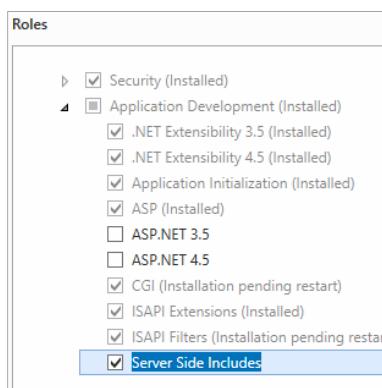 Roles
Security (Installed)
Application Development (Installed)
.NET Extensibility 3.5 (Installed)
.NET Extensibility 4.5 (Installed)
Application Initialization (Installed)
ASP (Installed)
ASP.NET 3.5
ASP.NET 4.5
CGI (Installation pending restart)
ISAPI Extensions (Installed)
ISAPI Filters (Installation pending restar
Server Side Includes